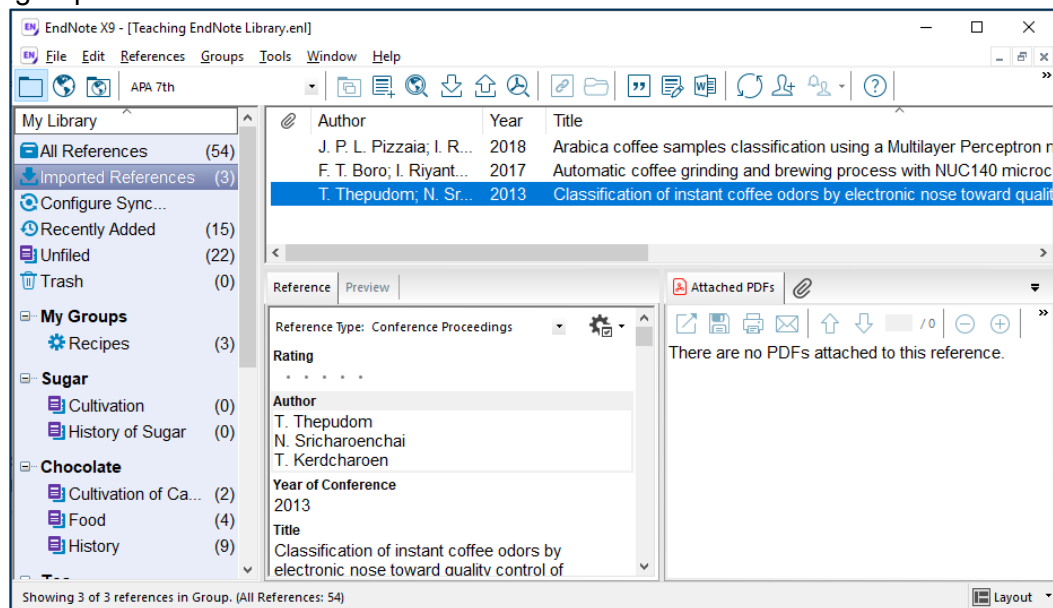 EndNote X9 - [Teaching EndNote Library.enl]
File Edit References Groups Tools Window Help
APA 7th
My Library
All References (54)
Imported References (3)
Configure Sync...
Recently Added (15)
Unfiled (22)
Trash (0)
My Groups
Recipes (3)
Sugar
Cultivation (0)
History of Sugar (0)
Chocolate
Cultivation of Ca... (2)
Food (4)
History (9)
Author Year Title
J. P. L. Pizzaia; I. R... 2018 Arabica coffee samples classification using a Multilayer Perceptron
F. T. Boro; I. Riyant... 2017 Automatic coffee grinding and brewing process with NUC140 microc
T. Thepudom; N. Sr... 2013 Classification of instant coffee odors by electronic nose toward qualit
Reference Preview
Reference Type: Conference Proceedings
Rating
Author
T. Thepudom
N. Sricharoenchai
T. Kerdcharoen
Year of Conference
2013
Title
Classification of instant coffee odors by
electronic nose toward quality control of
Attached PDFs
/ 0
There are no PDFs attached to this reference.
Showing 3 of 3 references in Group. (All References: 54)
Layout